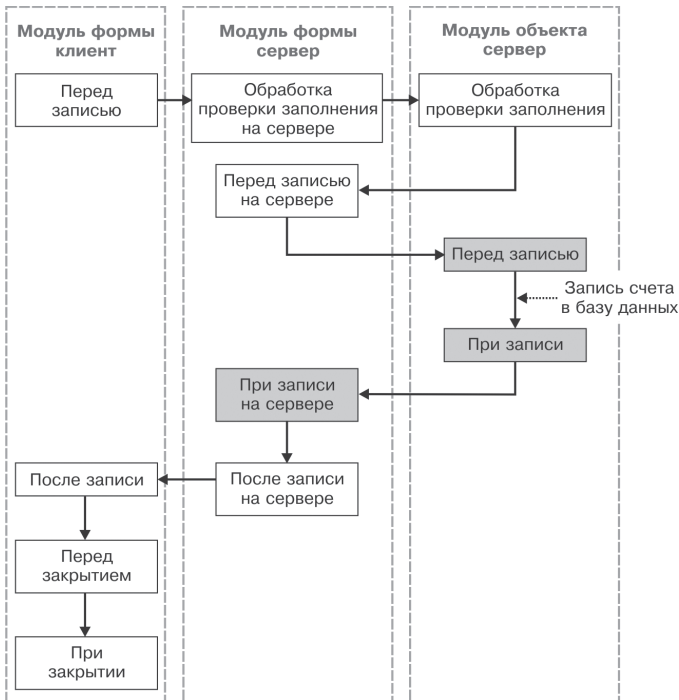 Модуль формы
клиент
Модуль формы
сервер
Модуль объекта
сервер
Перед
записью
Обработка
проверки заполнения
на сервере
Обработка
проверки заполнения
Перед записью
на сервере
Перед записью
Запись счета
в базу данных
При записи
При записи
на сервере
После записи
После записи
на сервере
Перед
закрытием
При
закрытии